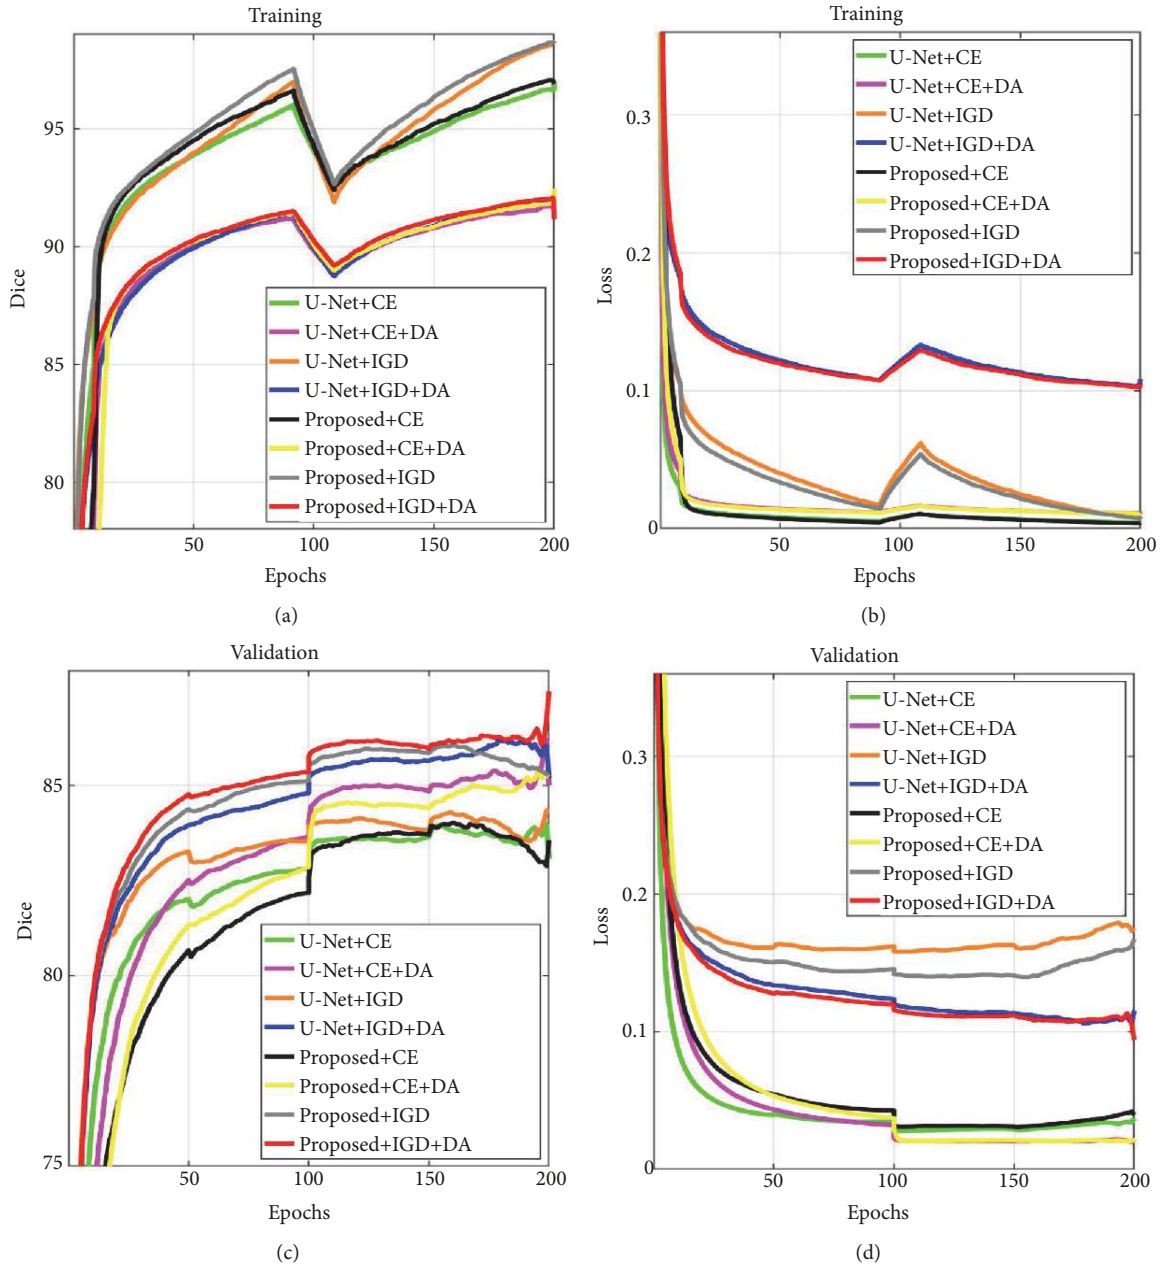 Training
Dice
95
90
85
80
U-Net+CE
U-Net+CE+DA
U-Net+IGD
U-Net+IGD+DA
Proposed+CE
Proposed+CE+DA
Proposed+IGD
Proposed+IGD+DA
50 100 150 200
Epochs
(a)
Training
Loss
0.3
0.2
0.1
0
U-Net+CE
U-Net+CE+DA
U-Net+IGD
U-Net+IGD+DA
Proposed+CE
Proposed+CE+DA
Proposed+IGD
Proposed+IGD+DA
50 100 150 200
Epochs
(b)
Validation
Dice
85
80
75
U-Net+CE
U-Net+CE+DA
U-Net+IGD
U-Net+IGD+DA
Proposed+CE
Proposed+CE+DA
Proposed+IGD
Proposed+IGD+DA
50 100 150 200
Epochs
(c)
Validation
Loss
0.3
0.2
0.1
0
U-Net+CE
U-Net+CE+DA
U-Net+IGD
U-Net+IGD+DA
Proposed+CE
Proposed+CE+DA
Proposed+IGD
Proposed+IGD+DA
50 100 150 200
Epochs
(d)